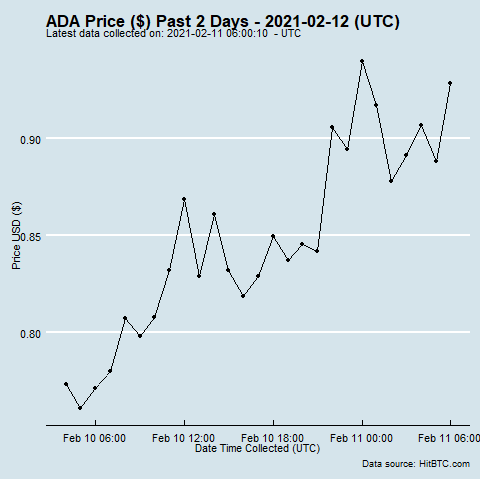 ADA Price ($) Past 2 Days - 2021-02-12 (UTC)
Latest data collected on: 2021-02-11 06:00:10 - UTC
Price USD ($)
0.90
0.85
0.80
Feb 10 06:00 Feb 10 12:00 Feb 10 18:00 Feb 11 00:00 Feb 11 06:00
Date Time Collected (UTC)
Data source: HitBTC.com